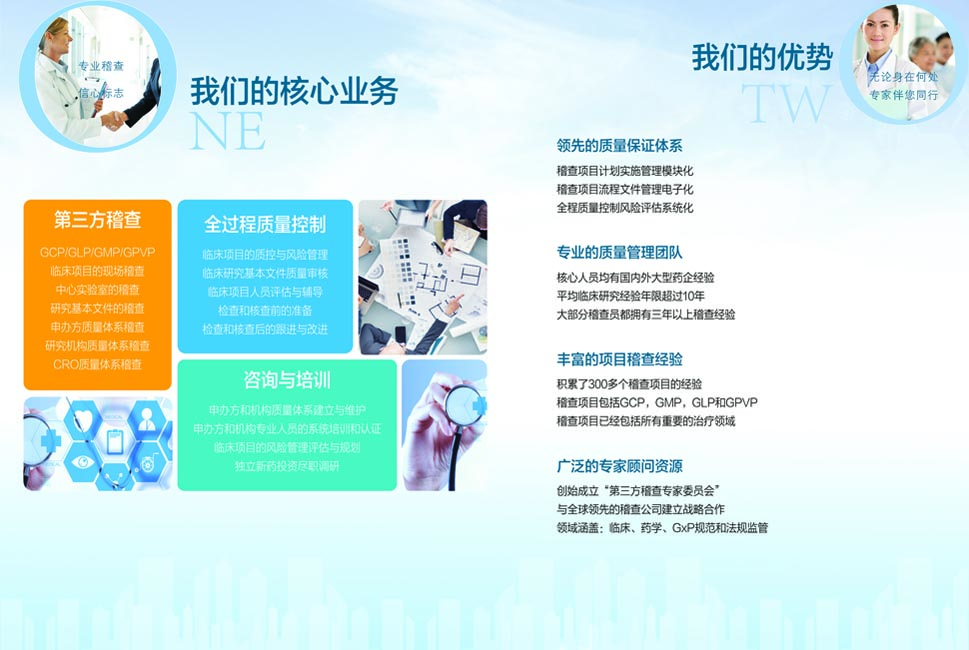 专业稽查
信心标志
我们的核心业务
NE
第三方稽查
GCP/GLP/GMP/GPVP
临床项目的现场稽查
中心实验室的稽查
研究基本文件的稽查
申办方质量体系稽查
研究机构质量体系稽查
CRO质量体系稽查
全过程质量控制
临床项目的质控与风险管理
临床研究基本文件质量审核
临床项目人员评估与辅导
检查和核查前的准备
检查和核查后的跟进与改进
咨询与培训
申办方和机构质量体系建立与维护
申办方和机构专业人员的系统培训和认证
临床项目的风险管理评估与规划
独立新药投资尽职调研
我们的优势
TW
无论身在何处
专家伴您同行
领先的质量保证体系
稽查项目计划实施管理模块化
稽查项目流程文件管理电子化
全程质量控制风险评估系统化
专业的质量管理团队
核心人员均有国内外大型药企经验
平均临床研究经验年限超过10年
大部分稽查员都拥有三年以上稽查经验
丰富的项目稽查经验
积累了300多个稽查项目的经验
稽查项目包括GCP，GMP，GLP和GPVP
稽查项目已经包括所有重要的治疗领域
广泛的专家顾问资源
创始成立“第三方稽查专家委员会”
与全球领先的稽查公司建立战略合作
领域涵盖：临床、药学、GxP规范和法规监管